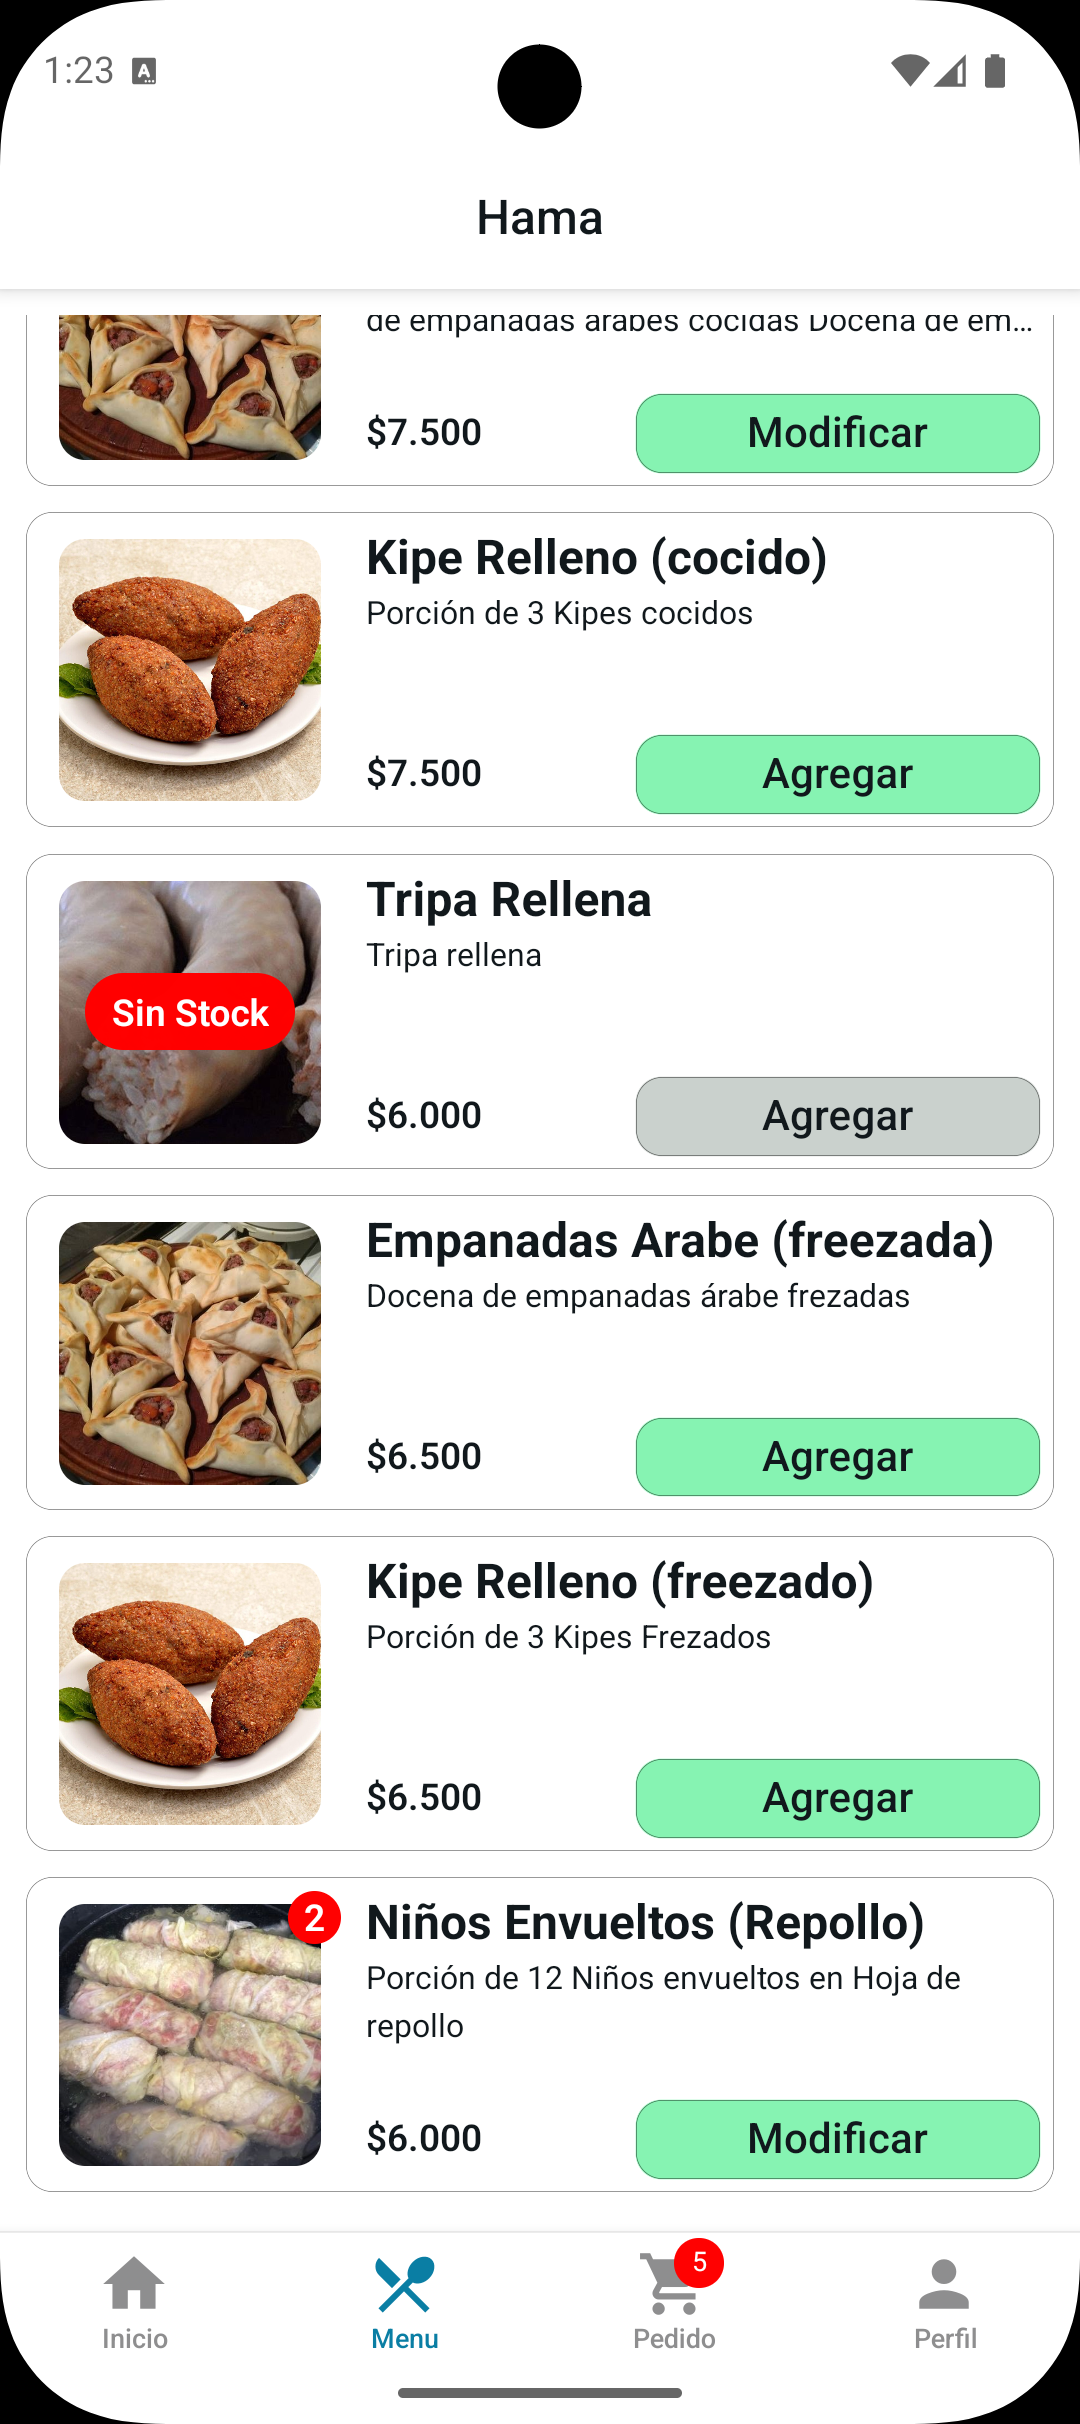 1:23
Hama
de empanadas árabes cocidas Docena de em...
$7.500
Modificar
Kipe Relleno (cocido)
Porción de 3 Kipes cocidos
$7.500
Agregar
Tripa Rellena
Tripa rellena
Sin Stock
$6.000
Agregar
Empanadas Arabe (freezada)
Docena de empanadas árabe frezadas
$6.500
Agregar
Kipe Relleno (freezado)
Porción de 3 Kipes Frezados
$6.500
Agregar
2
Niños Envueltos (Repollo)
Porción de 12 Niños envueltos en Hoja de
repollo
$6.000
Modificar
5
Inicio
Menu
Pedido
Perfil